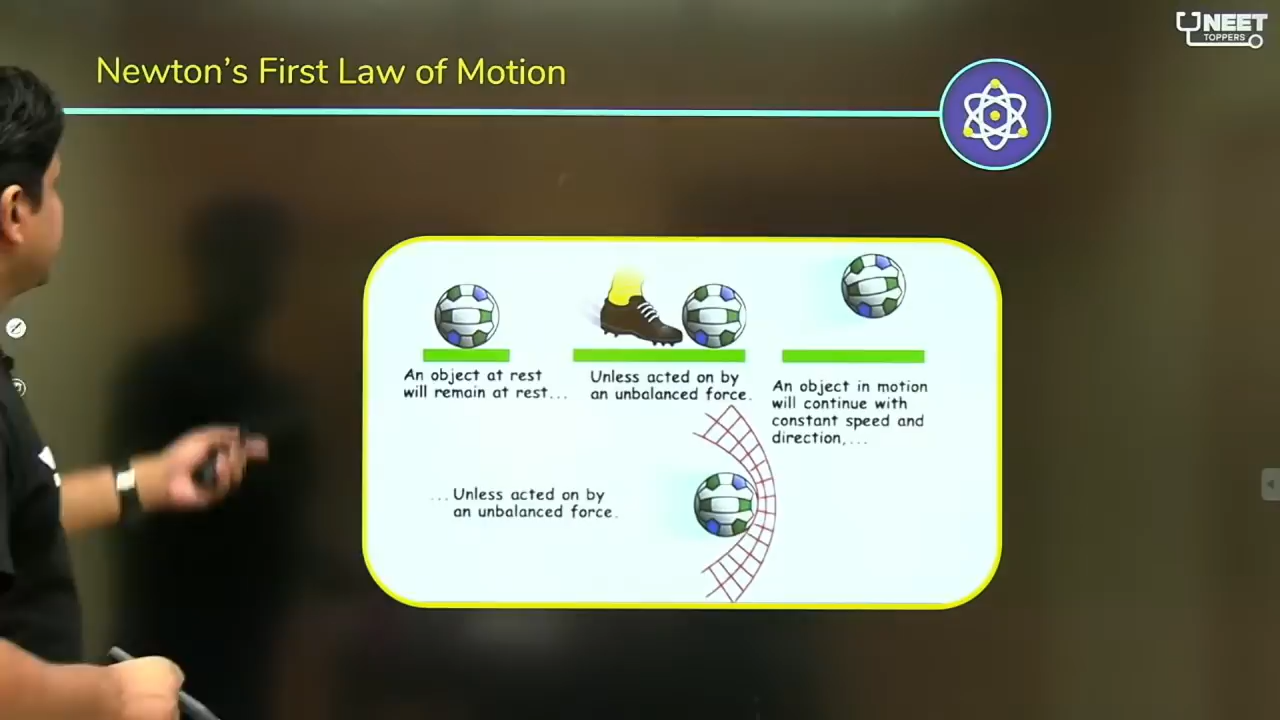 NEET
TOPPERS
Newton's First Law of Motion
An object at rest
will remain at rest...
Unless acted on by
an unbalanced force.
An object in motion
will continue with
constant speed and
direction,...
...Unless acted on by
an unbalanced force.